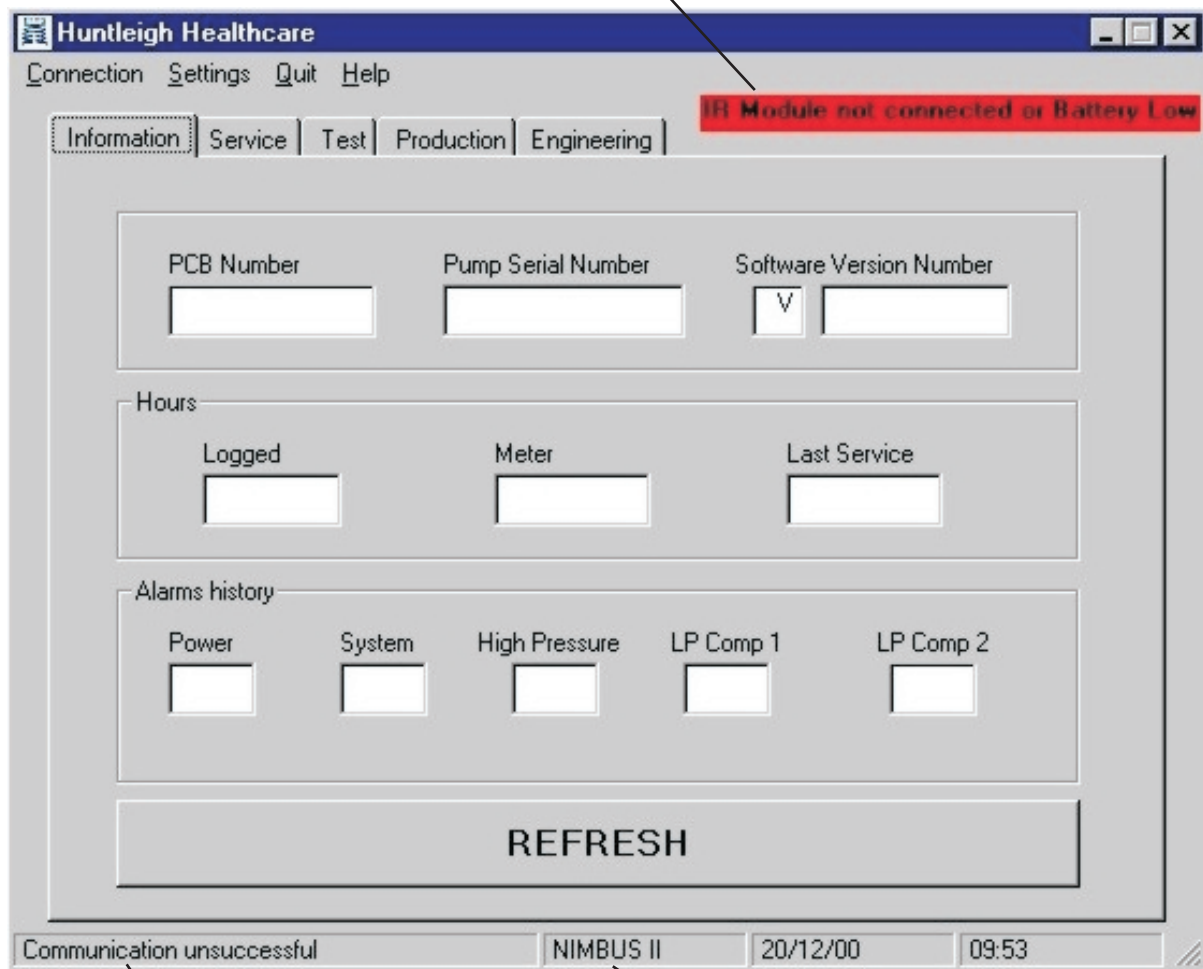 Huntleigh Healthcare
Connection Settings Quit Help
IR Module not connected or Battery Low
Information Service Test Production Engineering
PCB Number Pump Serial Number Software Version Number
V
Hours
Logged Meter Last Service
Alarms history
Power System High Pressure LP Comp 1 LP Comp 2
REFRESH
Communication unsuccessful NIMBUS II 20/12/00 09:53